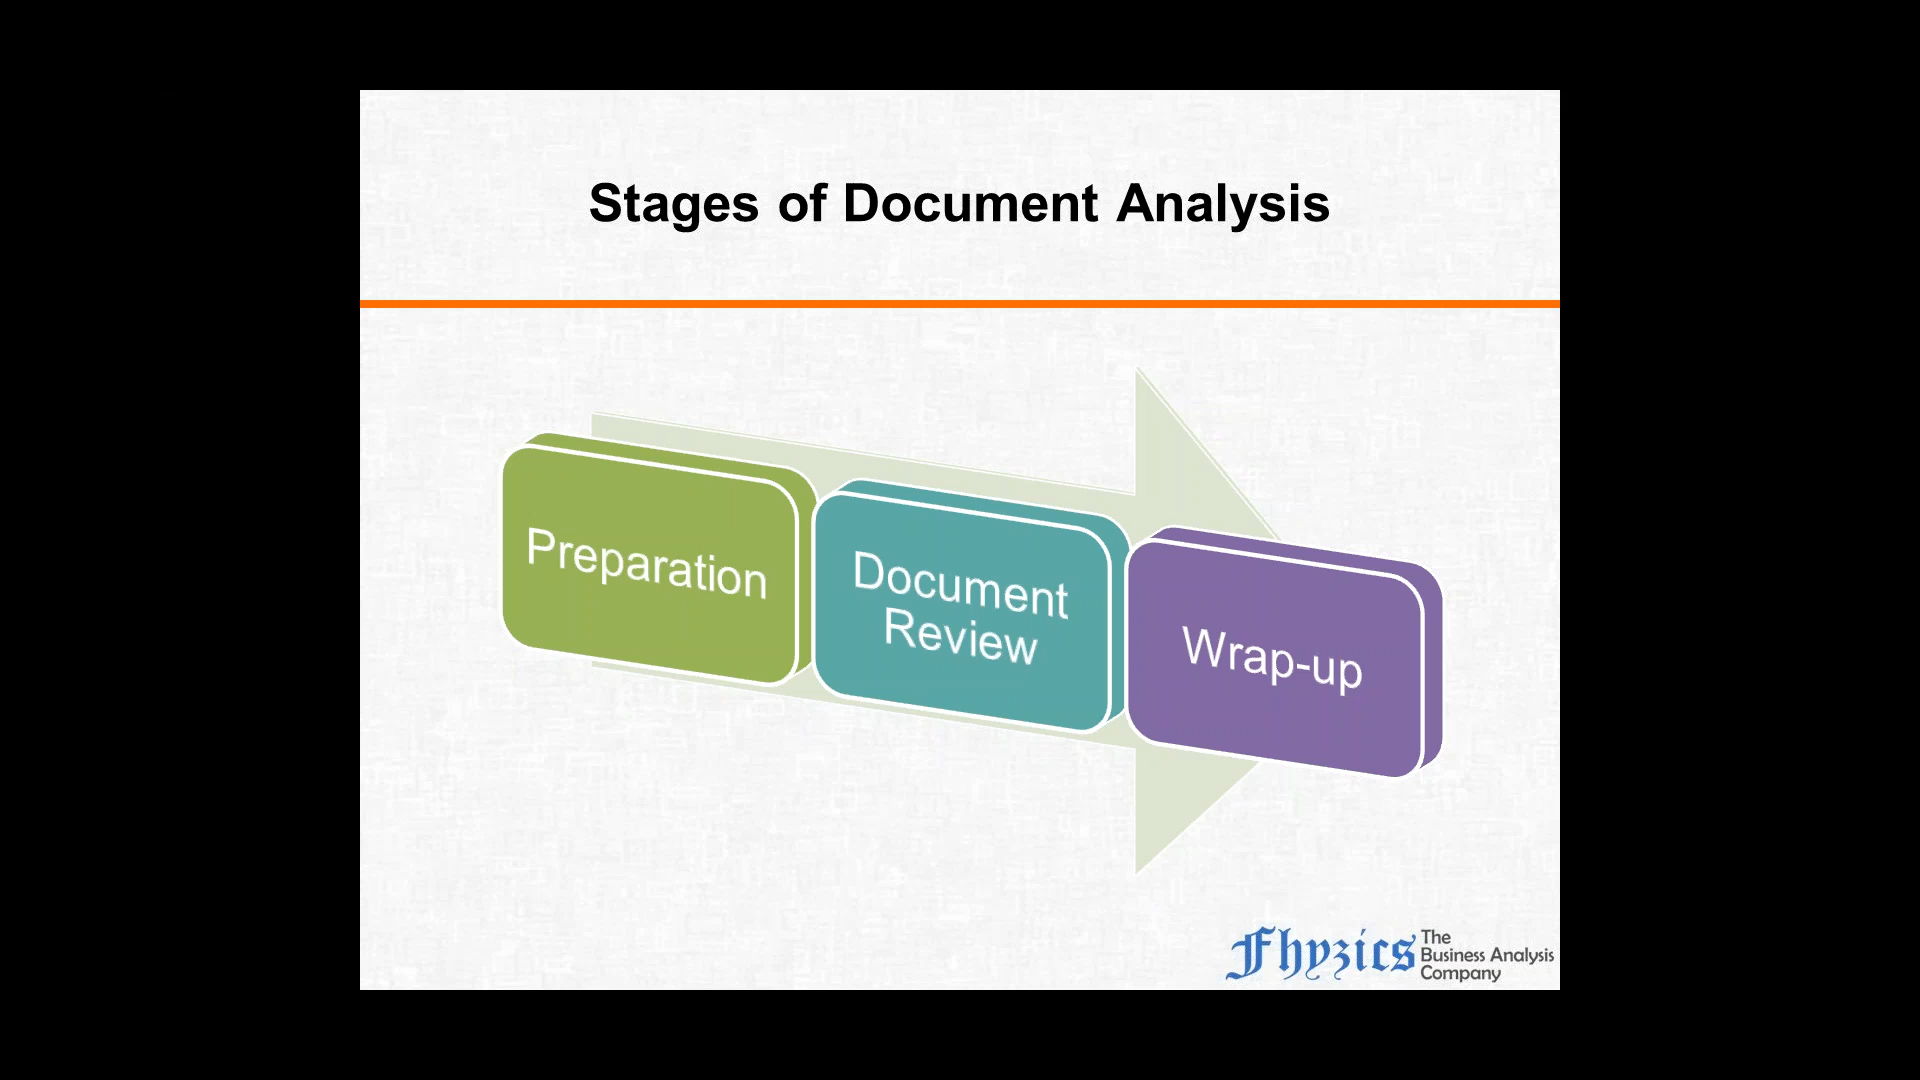 Stages of Document Analysis
Preparation
Document
Review
Wrap-up
Fhyzics
The
Business Analysis
Company